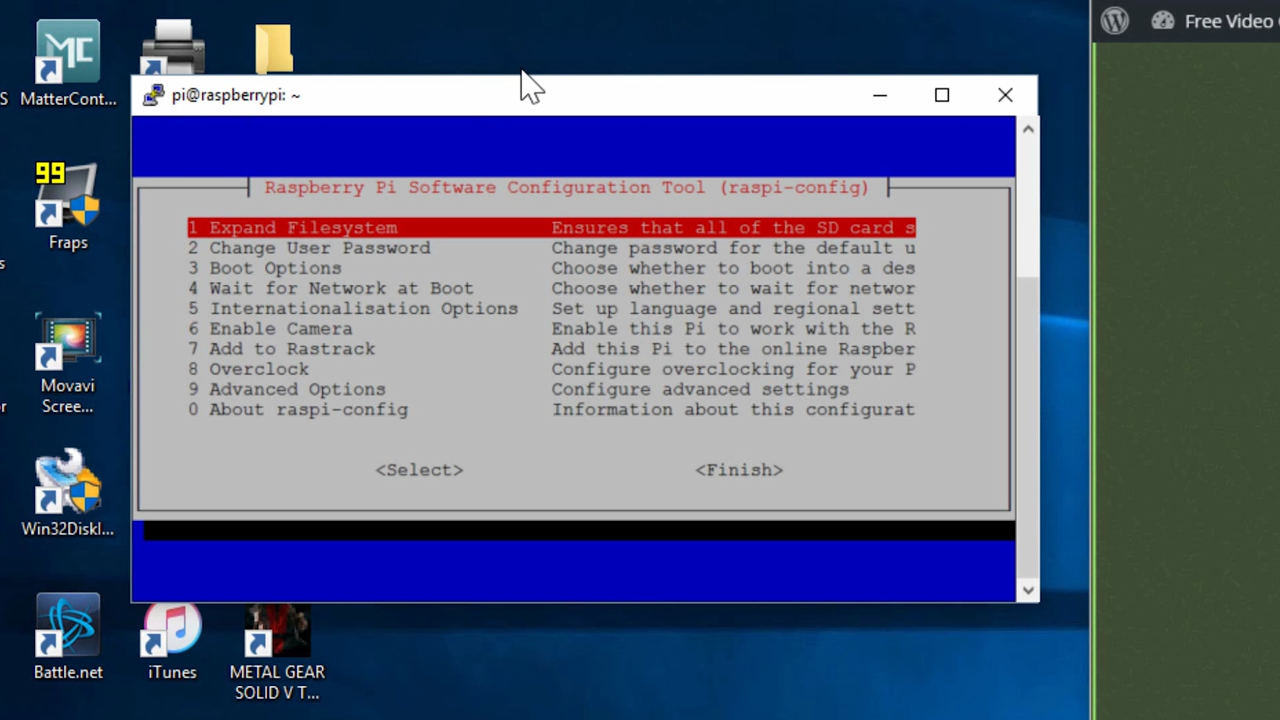 Free Video
MatterCont...
pi@raspberrypi: ~
Raspberry Pi Software Configuration Tool (raspi-config)
1 Expand Filesystem Ensures that all of the SD card s
2 Change User Password Change password for the default u
3 Boot Options Choose whether to boot into a des
4 Wait for Network at Boot Choose whether to wait for networ
5 Internationalisation Options Set up language and regional sett
6 Enable Camera Enable this Pi to work with the R
7 Add to Rastrack Add this Pi to the online Raspber
8 Overclock Configure overclocking for your P
9 Advanced Options Configure advanced settings
0 About raspi-config Information about this configurat
<Select> <Finish>
99
Fraps
Movavi
Scree...
Win32DiskI...
Battle.net
iTunes
METAL GEAR
SOLID V T...
MC
S
s
or